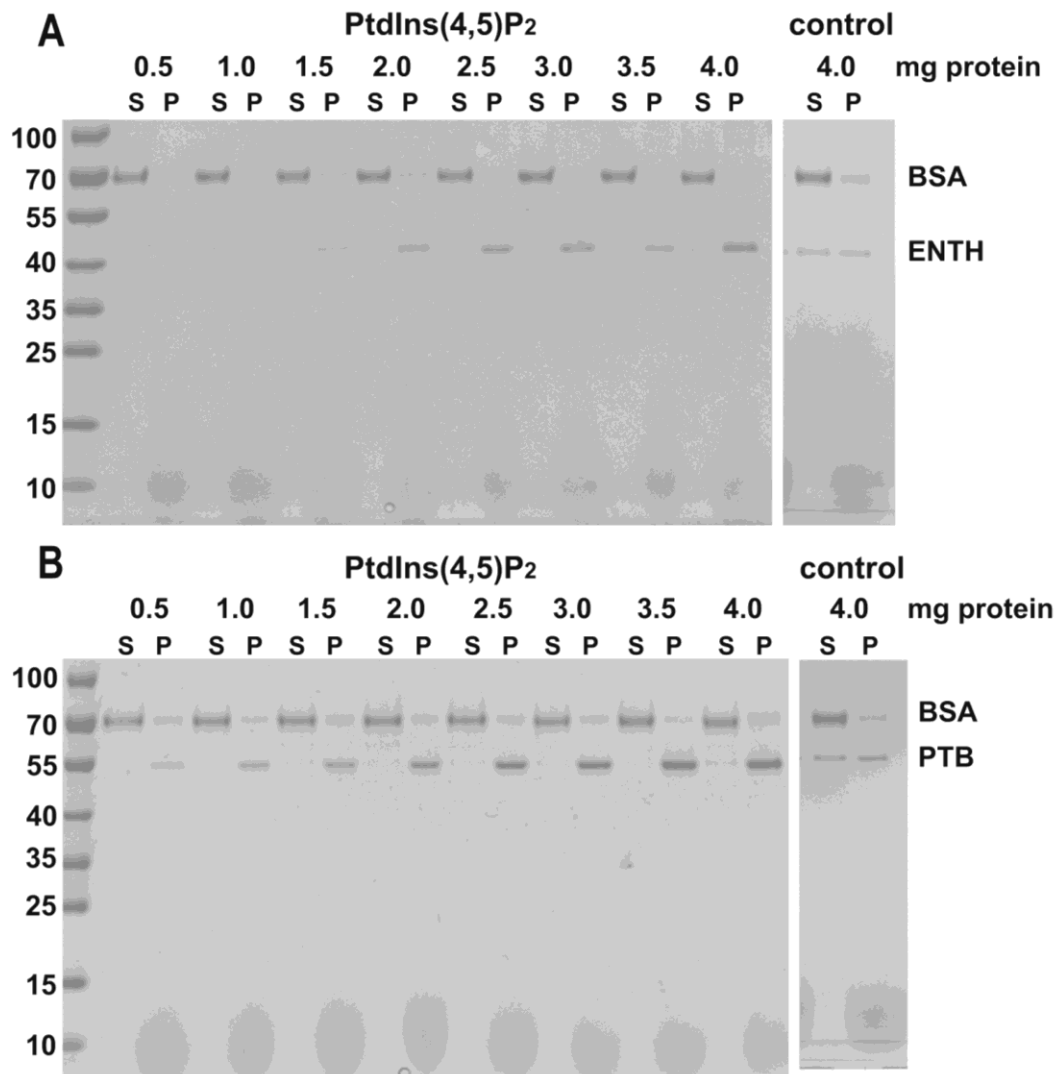 A
PtdIns(4,5)P2 control
0.5 1.0 1.5 2.0 2.5 3.0 3.5 4.0 4.0 mg protein
S P S P S P S P S P S P S P S P S P
100
70 BSA
55
40 ENTH
35
25
15
10
B
PtdIns(4,5)P2 control
0.5 1.0 1.5 2.0 2.5 3.0 3.5 4.0 4.0 mg protein
S P S P S P S P S P S P S P S P S P
100
70 BSA
55 PTB
40
35
25
15
10